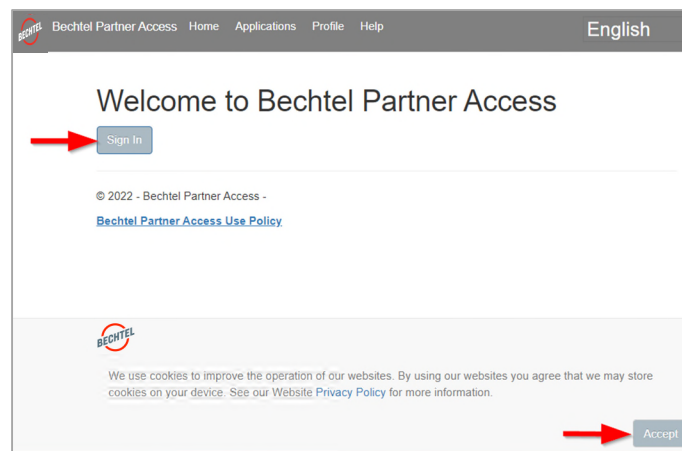 BECHTEL Bechtel Partner Access Home Applications Profile Help English
Welcome to Bechtel Partner Access
Sign In
© 2022 - Bechtel Partner Access -
Bechtel Partner Access Use Policy
BECHTEL
We use cookies to improve the operation of our websites. By using our websites you agree that we may store
cookies on your device. See our Website Privacy Policy for more information.
Accept